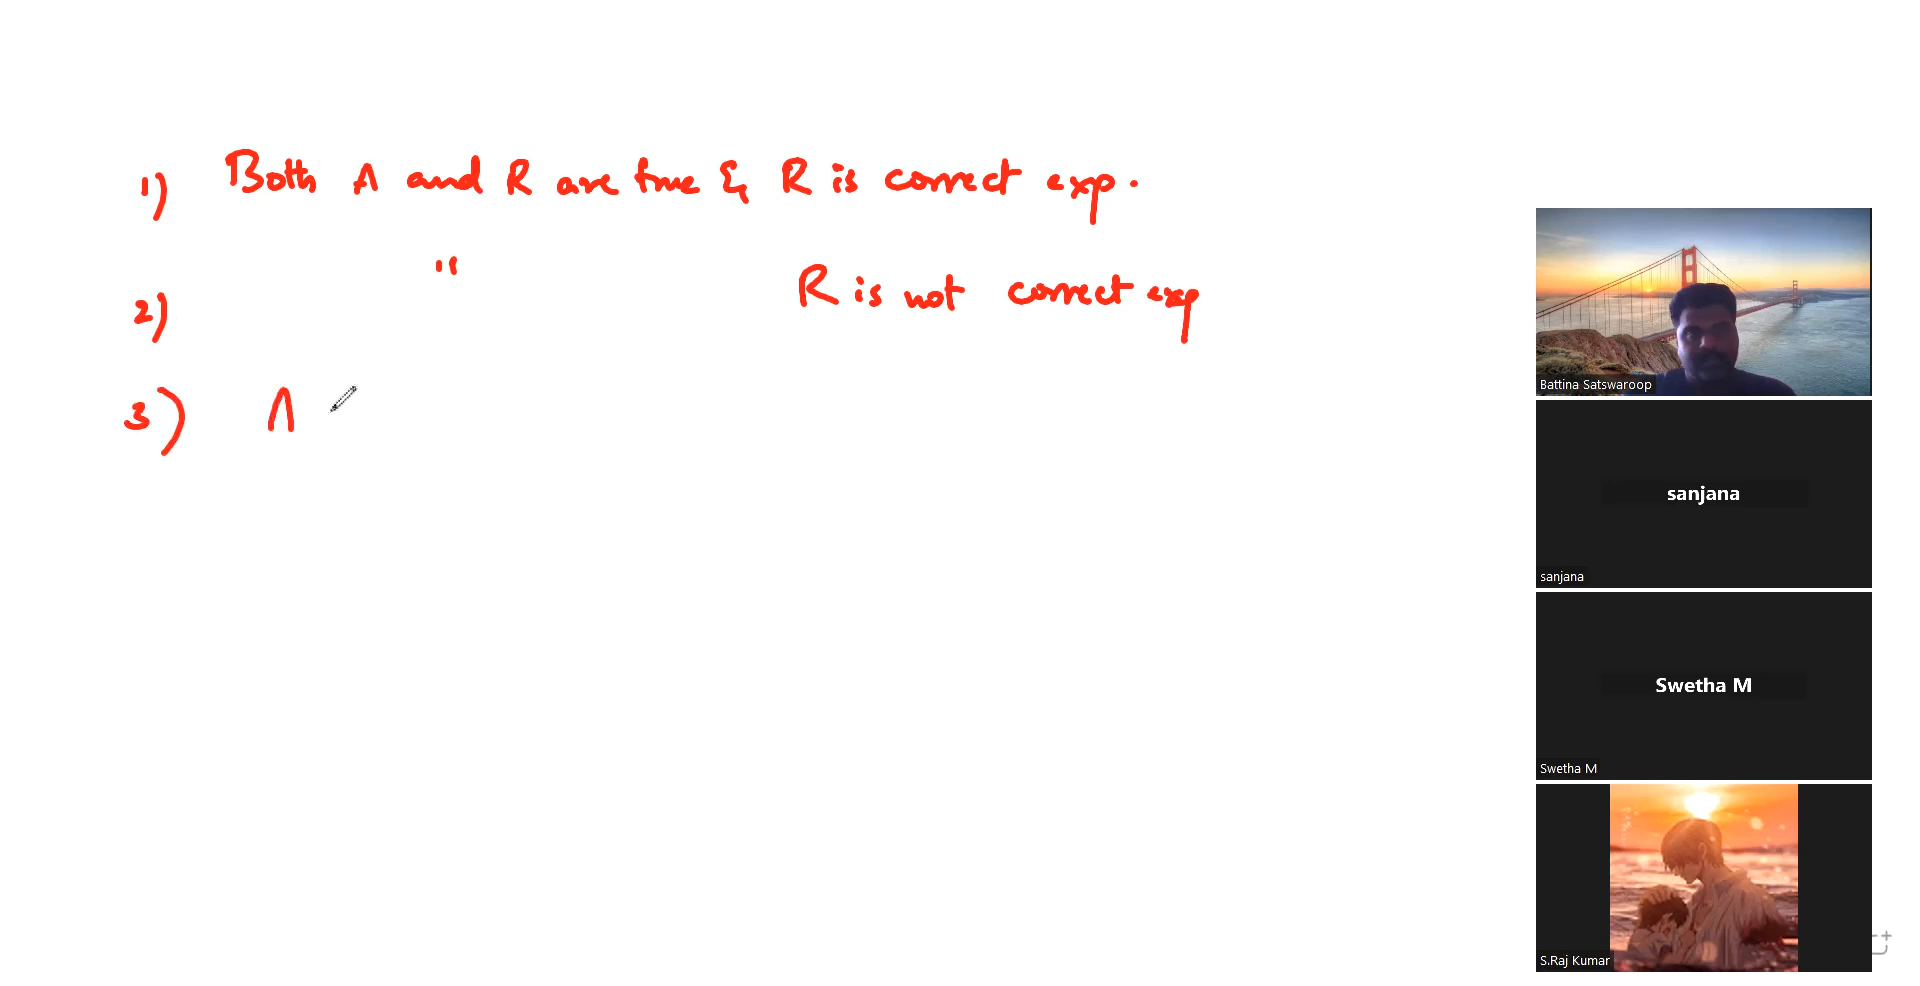 1) Both A and R are true & R is correct exp.
2) " R is not correct exp
3) A
Battina Satswaroop
sanjana
sanjana
Swetha M
Swetha M
S.Raj Kumar